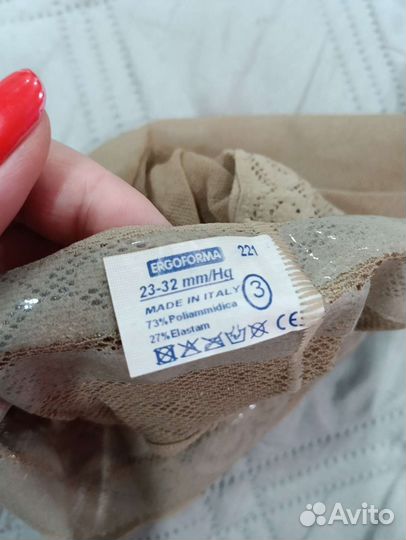 ERGOFORMA 221
23-32 mm/Hg
MADE IN ITALY 3
73% Poliammidica
27% Elastam
CE
Avito